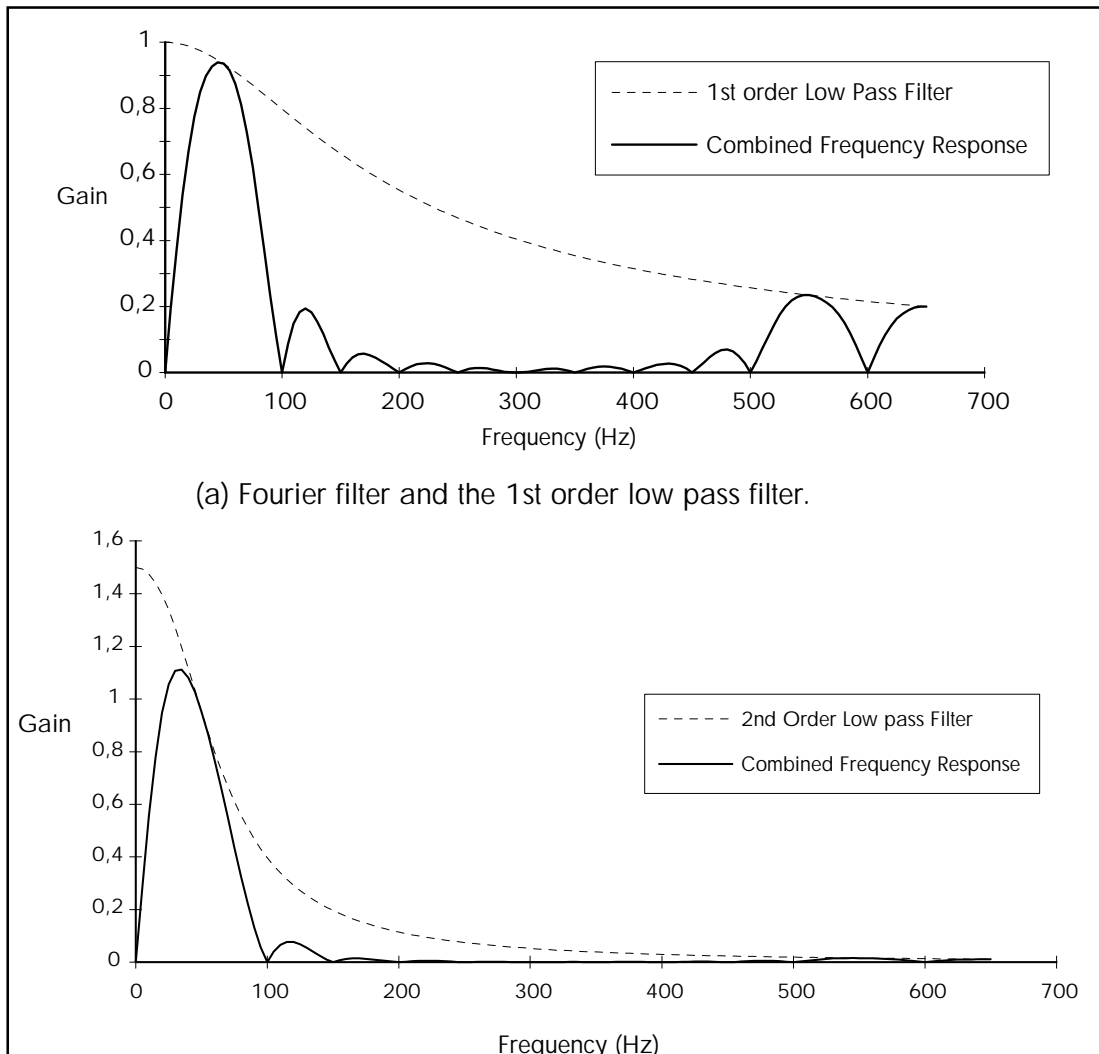 1
0,8
0,6
0,4
0,2
0
Gain
1st order Low Pass Filter
Combined Frequency Response
0 100 200 300 400 500 600 700
Frequency (Hz)
(a) Fourier filter and the 1st order low pass filter.
1,6
1,4
1,2
1
0,8
0,6
0,4
0,2
0
Gain
2nd Order Low pass Filter
Combined Frequency Response
0 100 200 300 400 500 600 700
Frequency (Hz)